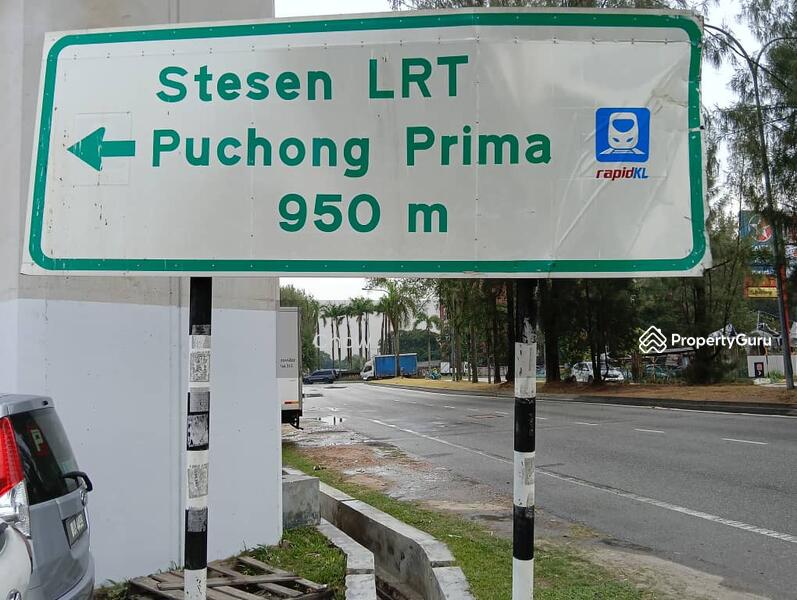 Stesen LRT
Puchong Prima
950 m
rapidKL
PropertyGuru